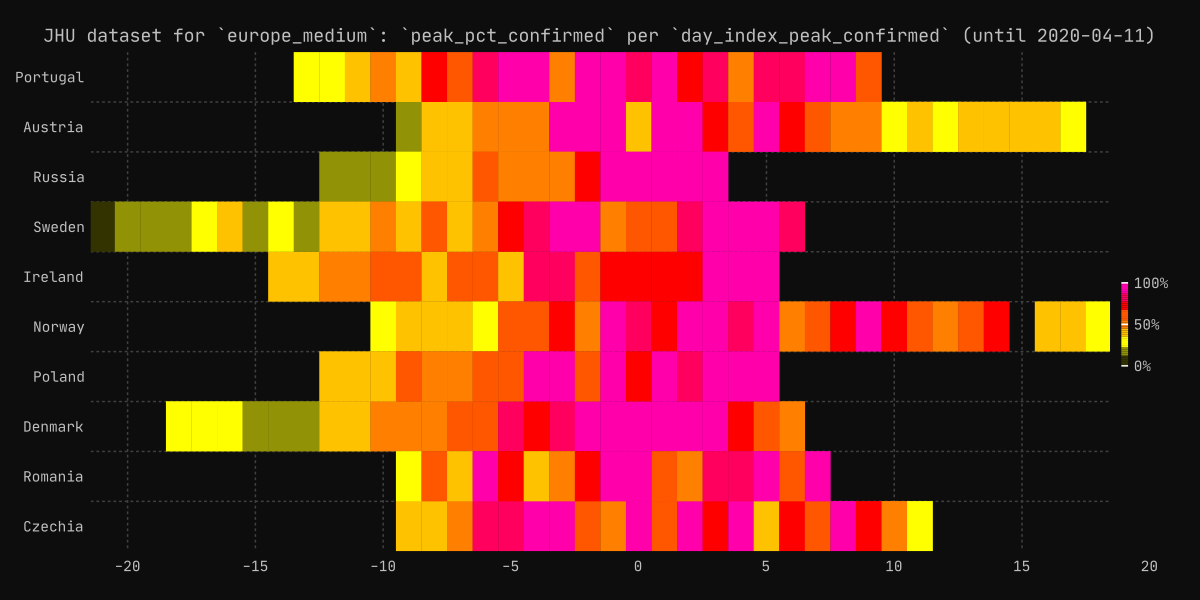 JHU dataset for `europe_medium`: `peak_pct_confirmed` per `day_index_peak_confirmed` (until 2020-04-11)
Portugal
Austria
Russia
Sweden
Ireland
Norway
Poland
Denmark
Romania
Czechia
100%
50%
0%
-20 -15 -10 -5 0 5 10 15 20